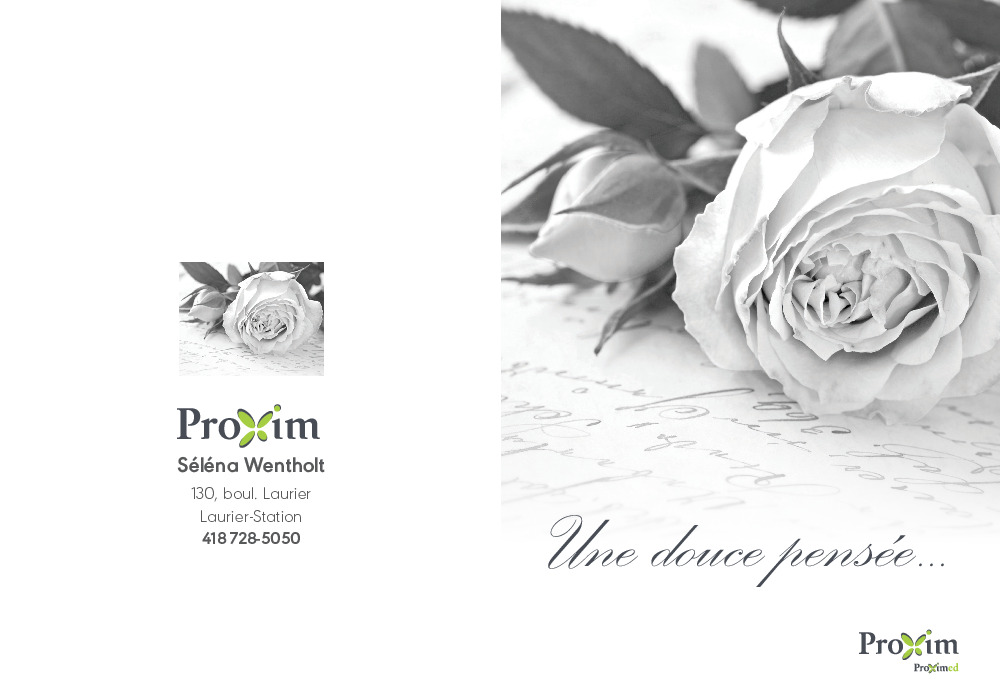 Proxim
Séléna Wentholt
130, boul. Laurier
Laurier-Station
418 728-5050
Une douce pensée...
Proxim
Proximed